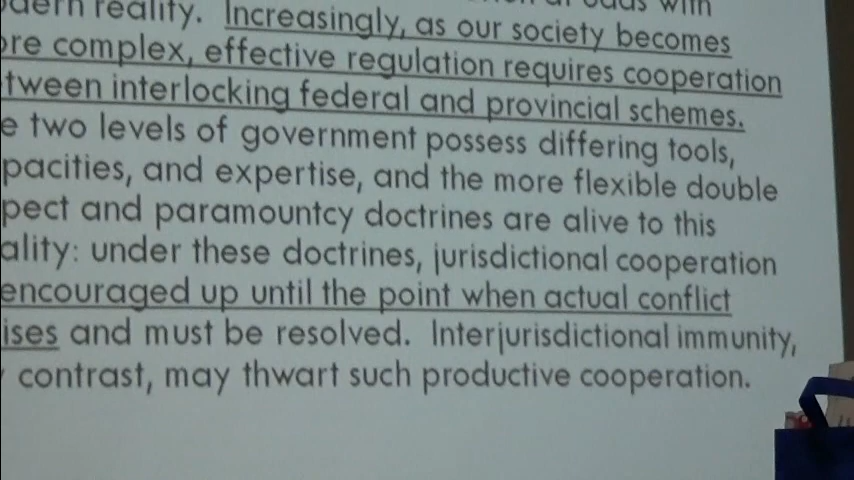 reality. Increasingly, as our society becomes
complex, effective regulation requires cooperation
tween interlocking federal and provincial schemes.
e two levels of government possess differing tools,
pacities, and expertise, and the more flexible double
pect and paramountcy doctrines are alive to this
ality: under these doctrines, jurisdictional cooperation
encouraged up until the point when actual conflict
ises and must be resolved. Interjurisdictional immunity,
contrast, may thwart such productive cooperation.